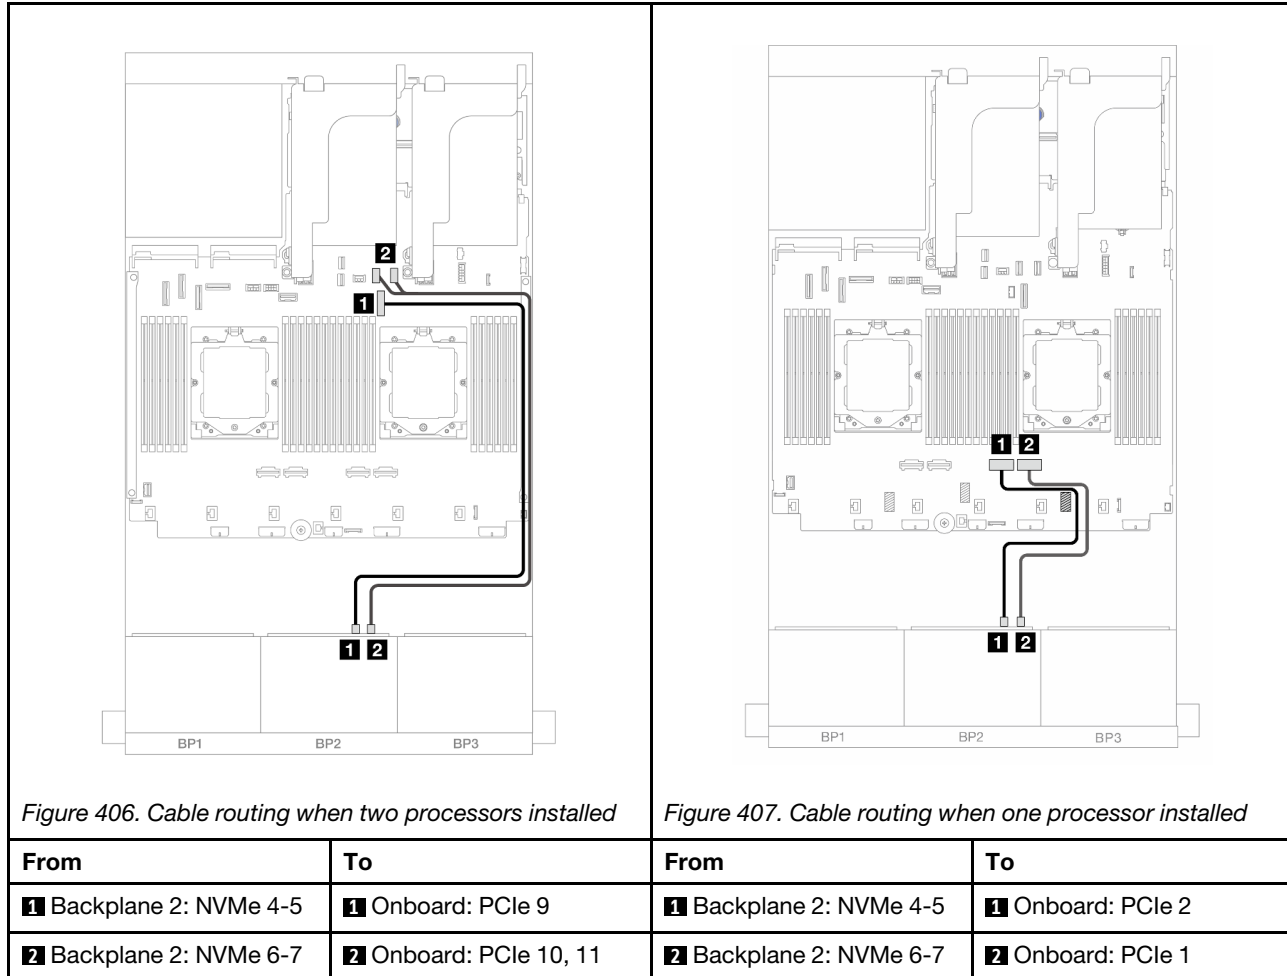 2
1
1 2
BP1 BP2 BP3
Figure 406. Cable routing when two processors installed
1 2
1 2
BP1 BP2 BP3
Figure 407. Cable routing when one processor installed
From To From To
1 Backplane 2: NVMe 4-5 1 Onboard: PCIe 9 1 Backplane 2: NVMe 4-5 1 Onboard: PCIe 2
2 Backplane 2: NVMe 6-7 2 Onboard: PCIe 10, 11 2 Backplane 2: NVMe 6-7 2 Onboard: PCIe 1